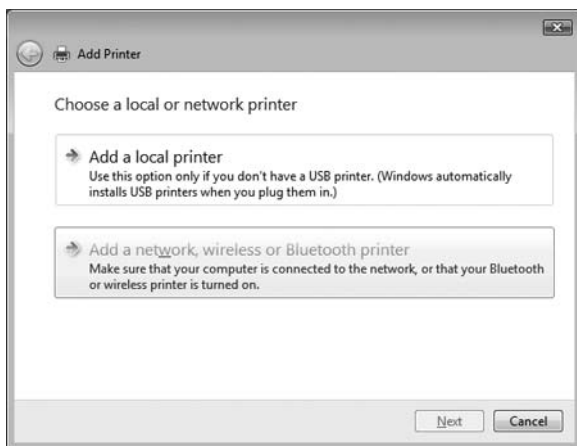 Add Printer
Choose a local or network printer
Add a local printer
Use this option only if you don't have a USB printer. (Windows automatically
installs USB printers when you plug them in.)
Add a network, wireless or Bluetooth printer
Make sure that your computer is connected to the network, or that your Bluetooth
or wireless printer is turned on.
Next Cancel